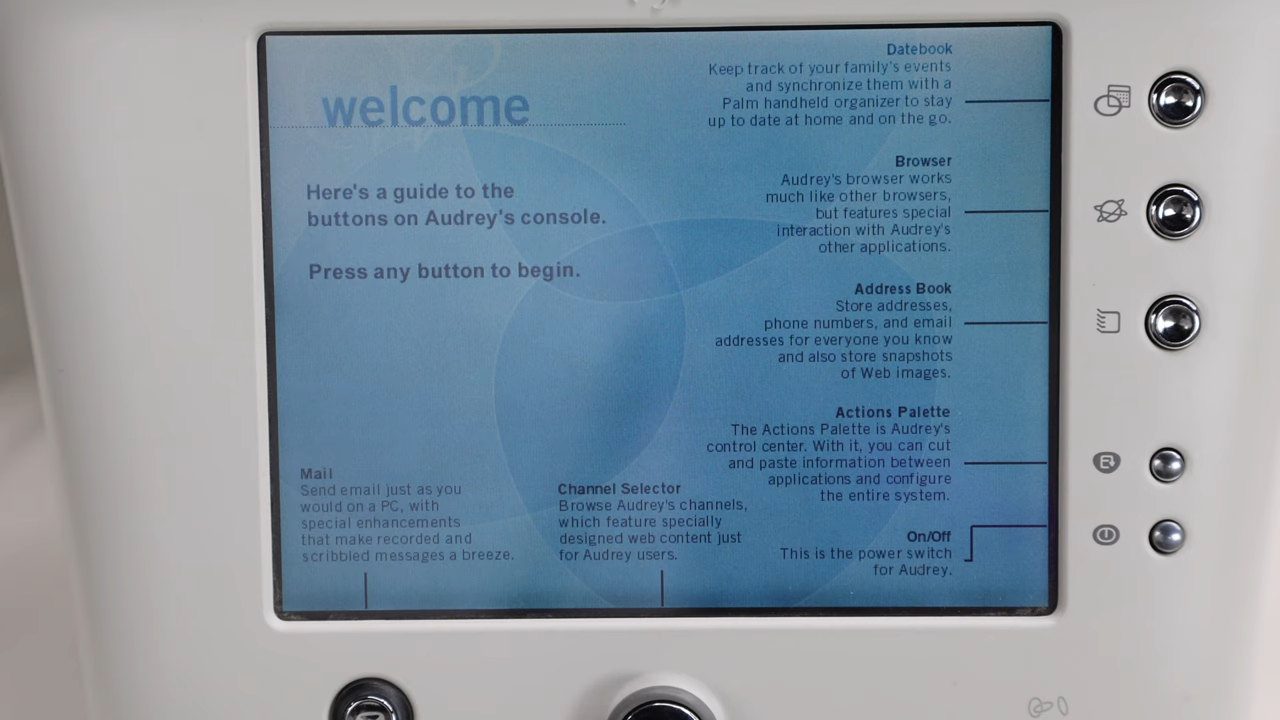 welcome
Here's a guide to the
buttons on Audrey's console.
Press any button to begin.
Datebook
Keep track of your family's events
and synchronize them with a
Palm handheld organizer to stay
up to date at home and on the go.
Browser
Audrey's browser works
much like other browsers,
but features special
interaction with Audrey's
other applications.
Address Book
Store addresses,
phone numbers, and email
addresses for everyone you know
and also store snapshots
of Web images.
Actions Palette
The Actions Palette is Audrey's
control center. With it, you can cut
and paste information between
applications and configure
the entire system.
On/Off
This is the power switch
for Audrey.
Mail
Send email just as you
would on a PC, with
special enhancements
that make recorded and
scribbled messages a breeze.
Channel Selector
Browse Audrey's channels,
which feature specially
designed web content just
for Audrey users.